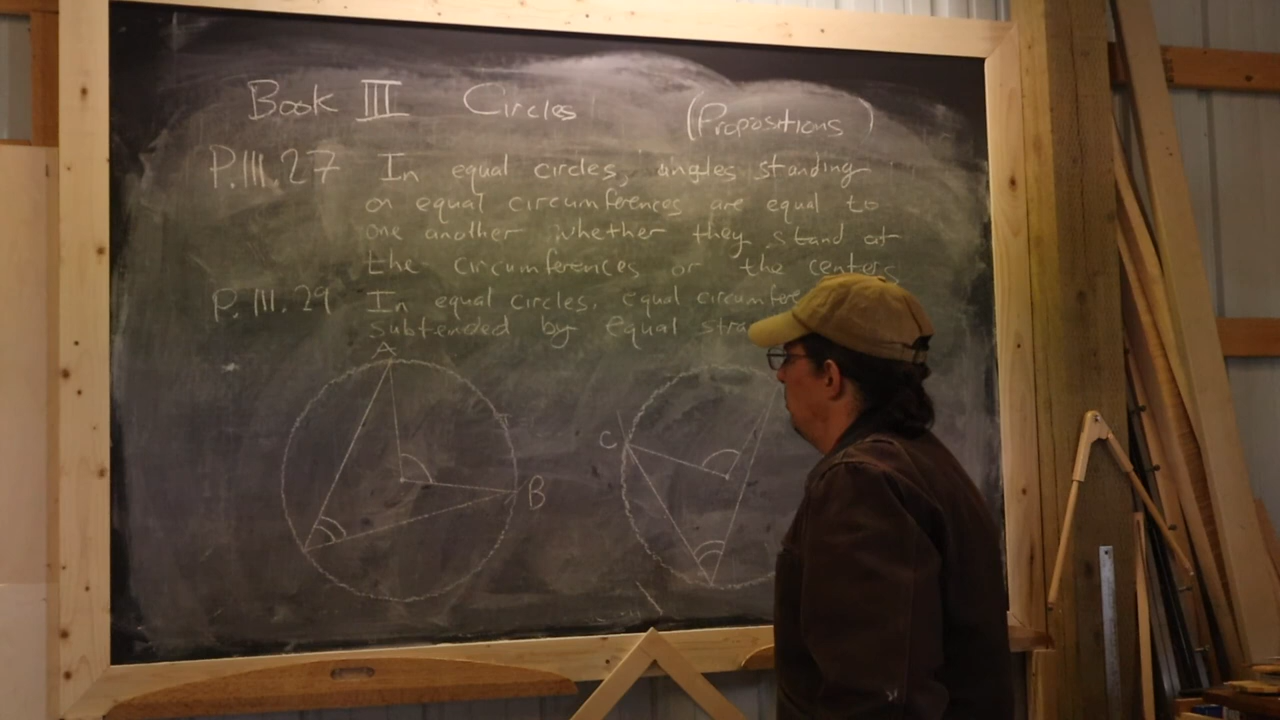 Book III Circles (Propositions)
P.III.27 In equal circles, angles standing
on equal circumferences are equal to
one another whether they stand at
the circumferences or the centers
P.III.29 In equal circles, equal circumfe
subtended by equal stra
A
B
C